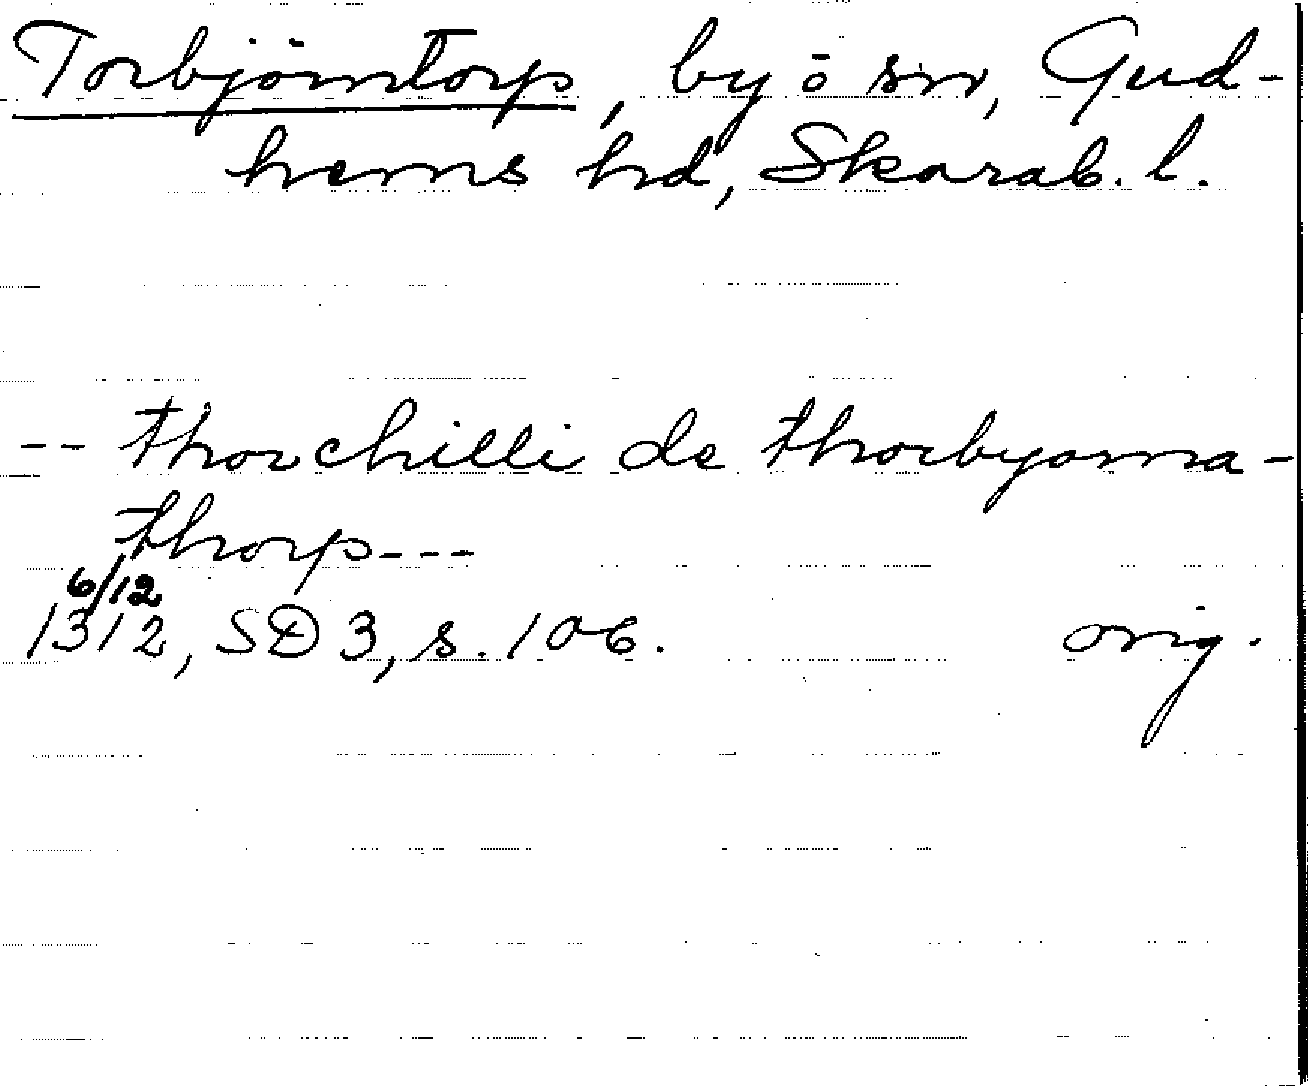 Torbjörntorp, by o sn, Gud-
hems hd, Skarab. l.
-- thorchilli de thorbyorna-
thorp---
6/12
1312, SD 3, s. 106. orig.